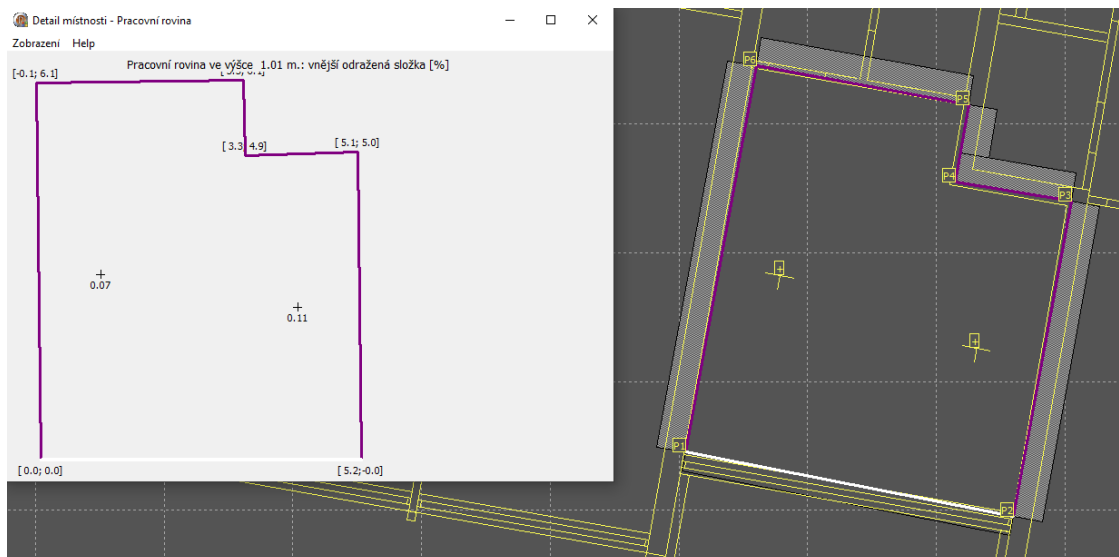 Detail místnosti - Pracovní rovina
Zobrazení Help
Pracovní rovina ve výšce 1.01 m.: vnější odražená složka [%]
[-0.1; 6.1]
[ 3.3; 4.9]
[ 5.1; 5.0]
0.07
0.11
[ 0.0; 0.0]
[ 5.2;-0.0]
P6
P5
P4
P3
P1
P2